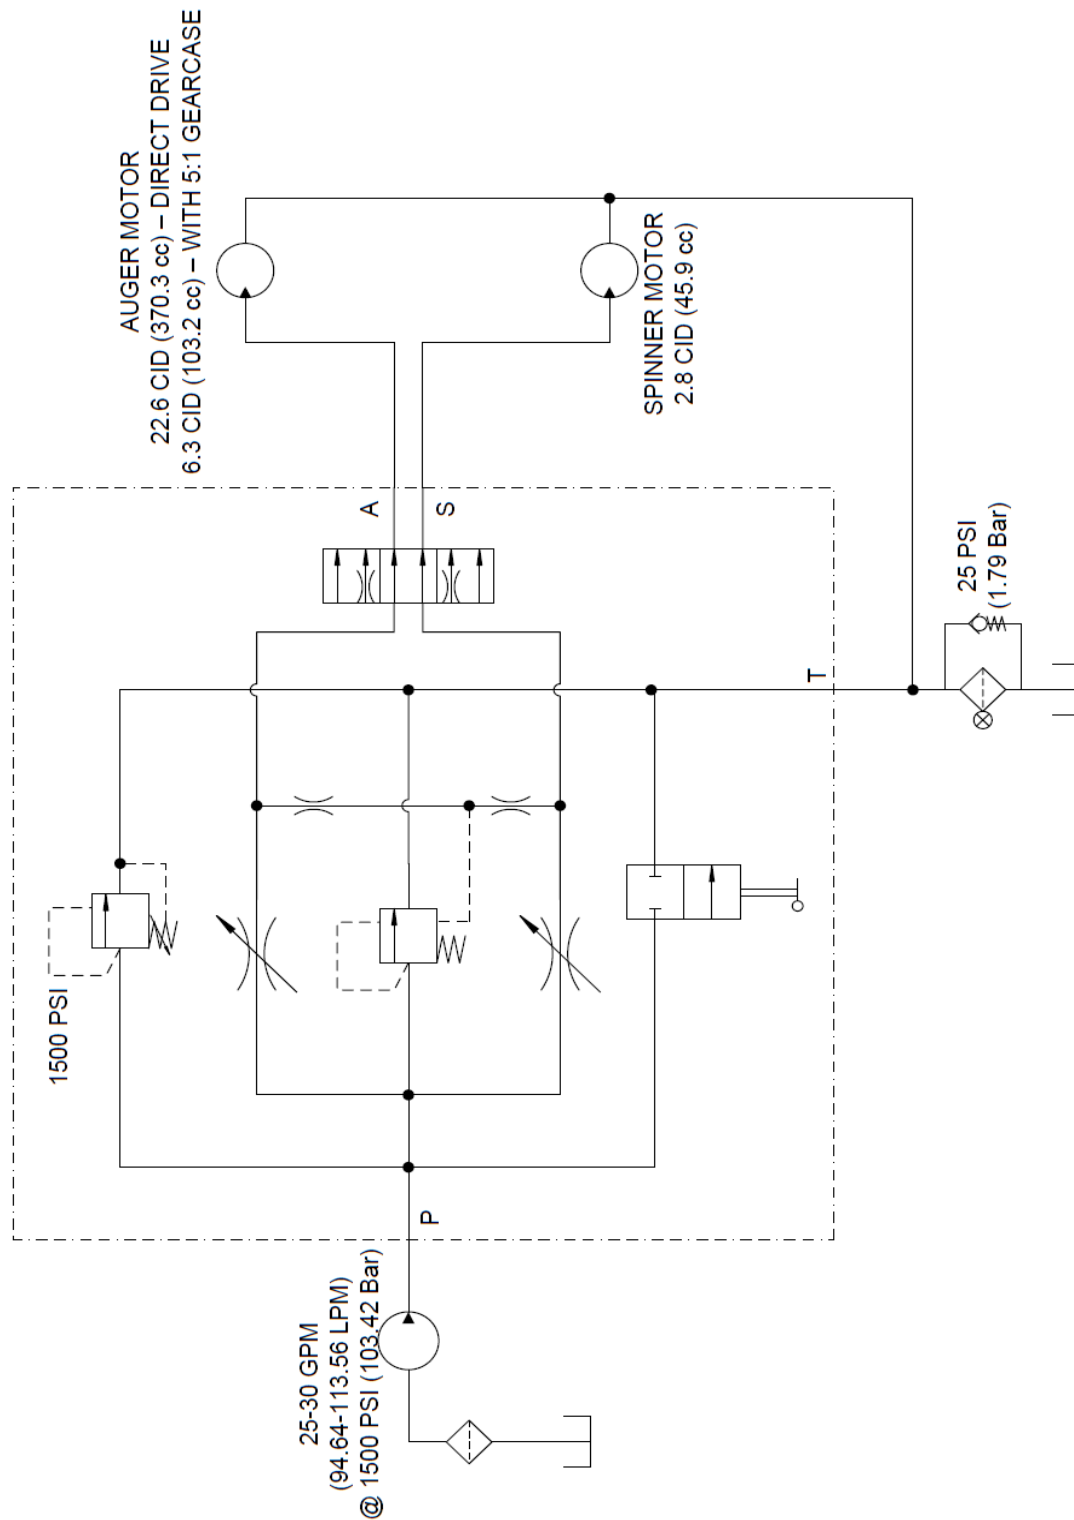 AUGER MOTOR
22.6 CID (370.3 cc) – DIRECT DRIVE
6.3 CID (103.2 cc) – WITH 5:1 GEARCASE
SPINNER MOTOR
2.8 CID (45.9 cc)
A
S
25 PSI
(1.79 Bar)
T
1500 PSI
P
25-30 GPM
(94.64-113.56 LPM)
@ 1500 PSI (103.42 Bar)